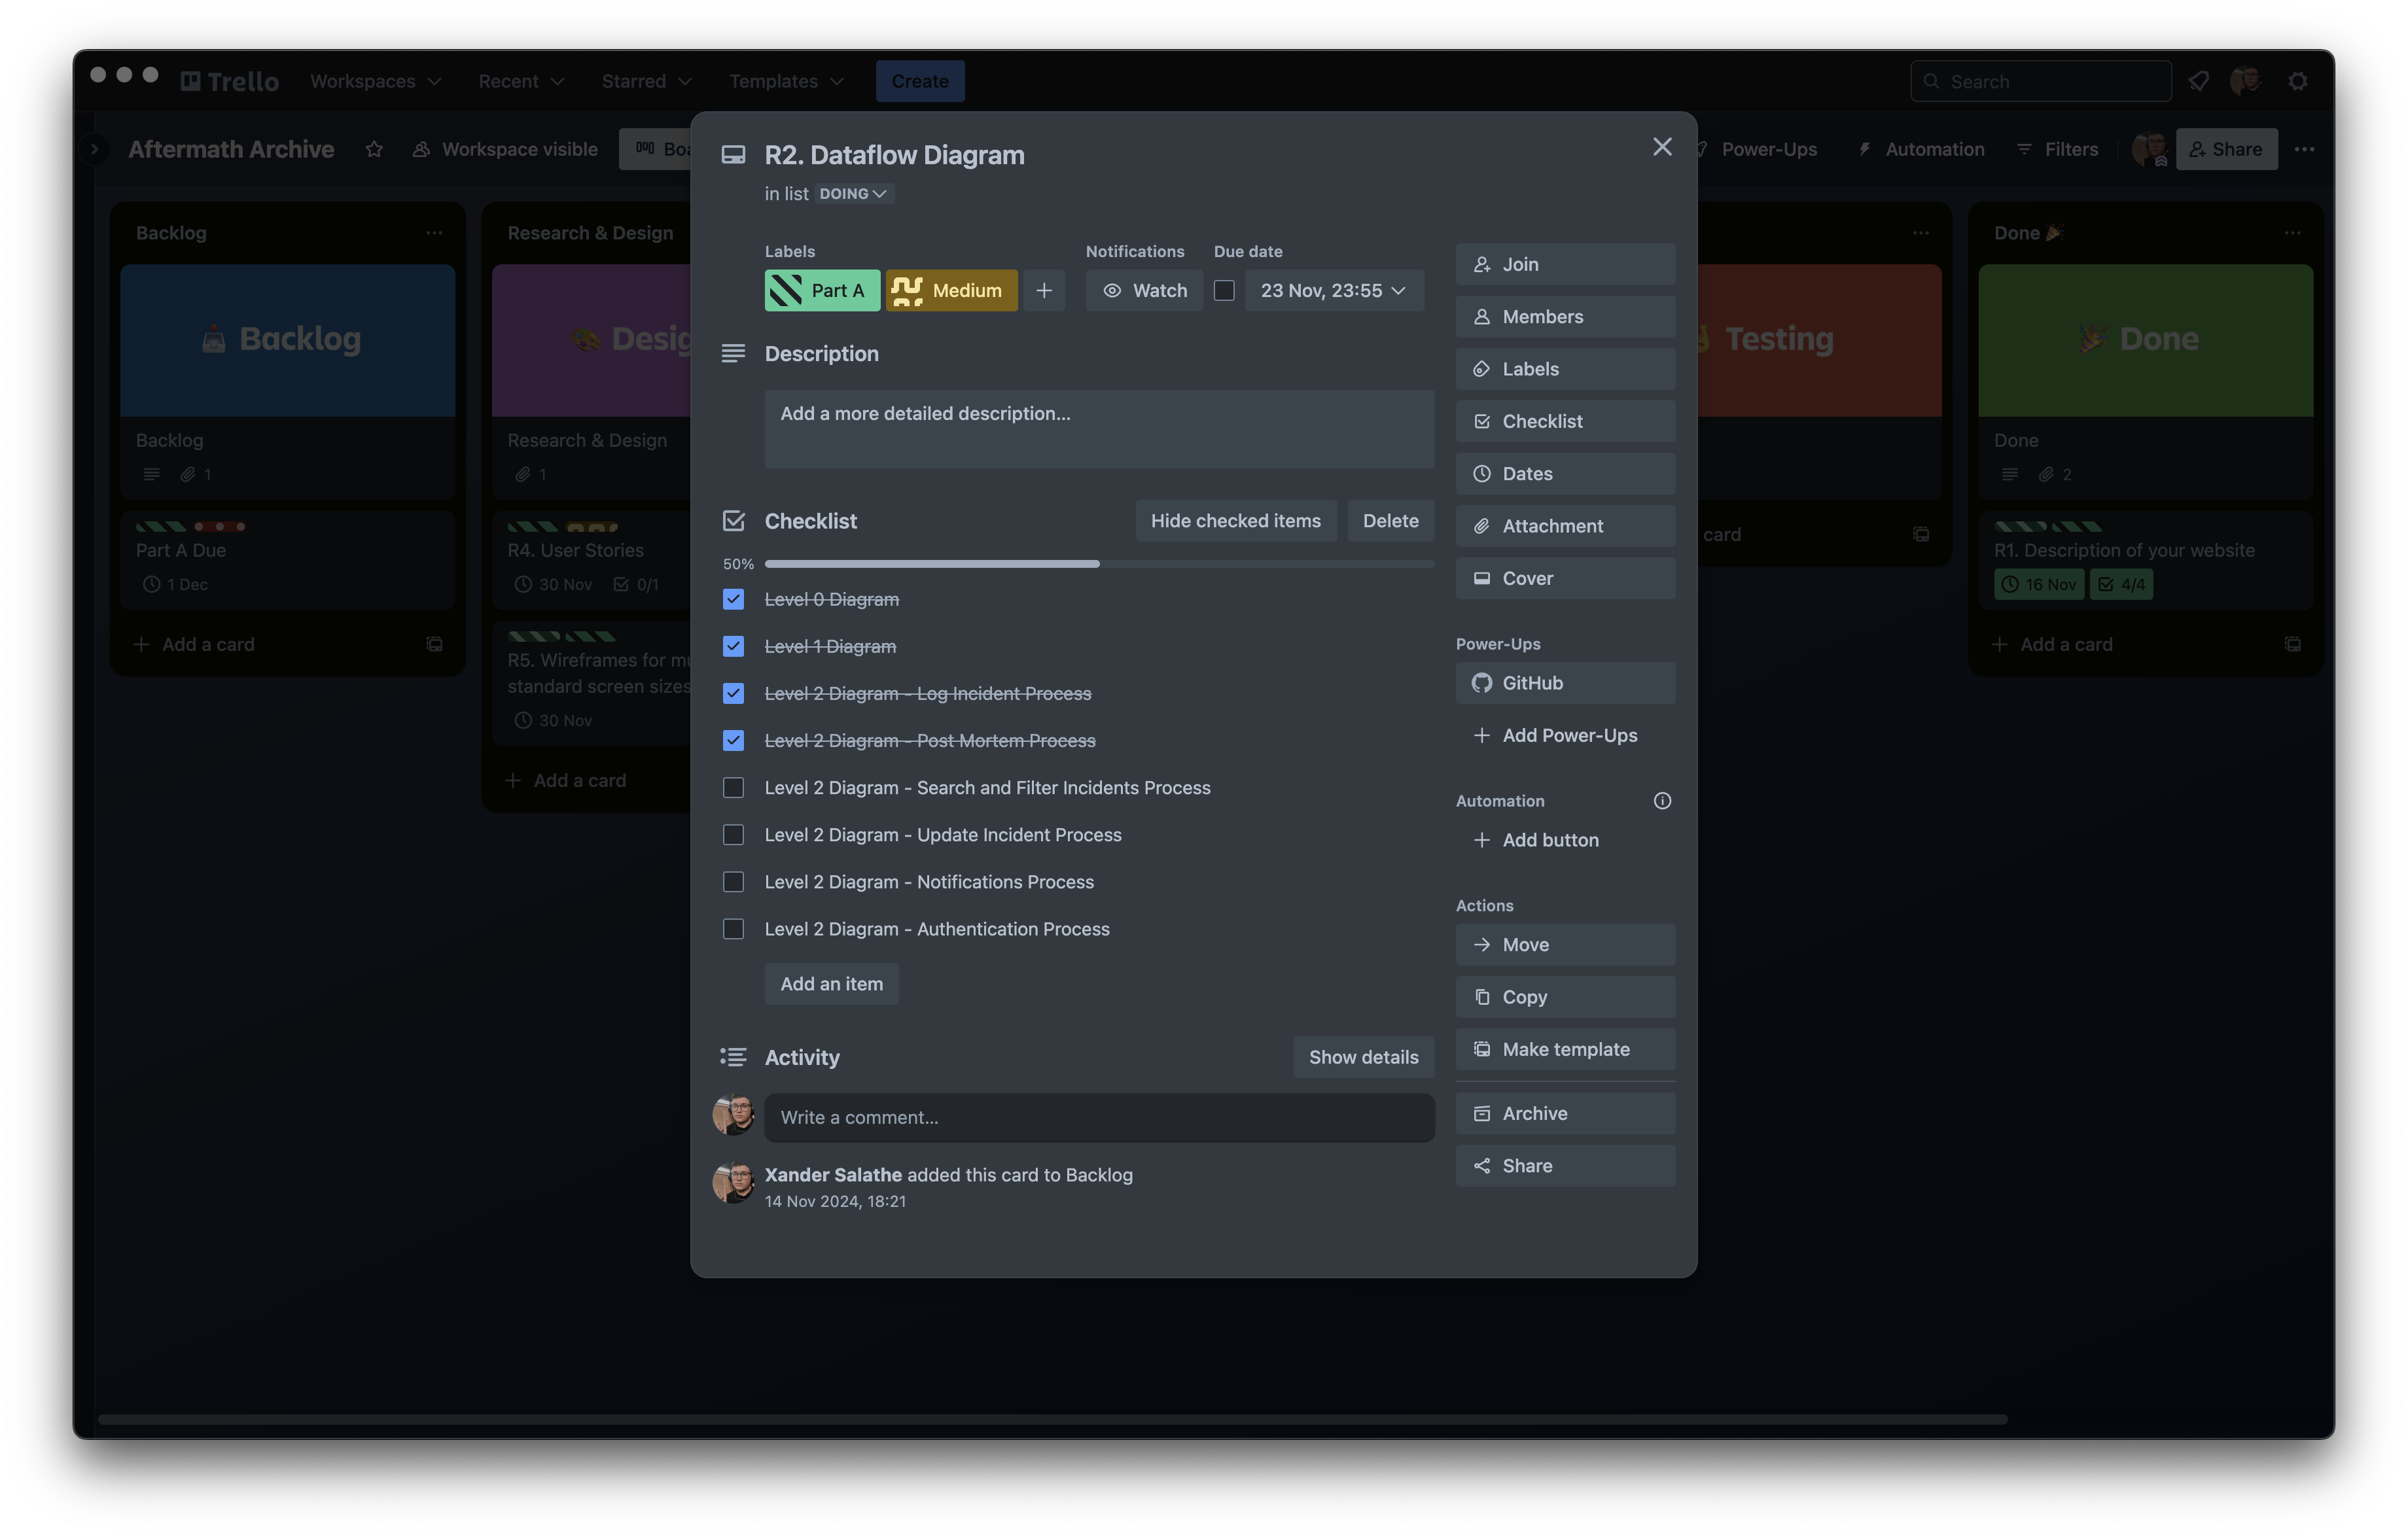 Trello
Workspaces
Recent
Starred
Templates
Create
Search
Aftermath Archive
Workspace visible
Power-Ups
Automation
Filters
Share
Backlog
Backlog
Backlog
1
Part A Due
1 Dec
Add a card
Research & Design
Research & Design
1
R4. User Stories
30 Nov
0/1
R5. Wireframes for
standard screen sizes
30 Nov
Add a card
R2. Dataflow Diagram
in list DOING
Labels
Part A
Medium
Notifications
Watch
Due date
23 Nov, 23:55
Description
Add a more detailed description...
Checklist
Hide checked items
Delete
50%
Level 0 Diagram
Level 1 Diagram
Level 2 Diagram - Log Incident Process
Level 2 Diagram - Post Mortem Process
Level 2 Diagram - Search and Filter Incidents Process
Level 2 Diagram - Update Incident Process
Level 2 Diagram - Notifications Process
Level 2 Diagram - Authentication Process
Add an item
Activity
Show details
Write a comment...
Xander Salathe added this card to Backlog
14 Nov 2024, 18:21
Join
Members
Labels
Checklist
Dates
Attachment
Cover
Power-Ups
GitHub
Add Power-Ups
Automation
Add button
Actions
Move
Copy
Make template
Archive
Share
Testing
card
Done 🎉
Done
Done
2
R1. Description of your website
16 Nov
4/4
Add a card